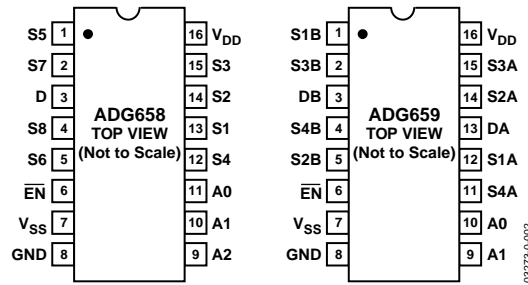 S5 1 16 VDD
S7 2 15 S3
D 3 14 S2
S8 4 13 S1
S6 5 12 S4
EN 6 11 A0
VSS 7 10 A1
GND 8 9 A2
ADG658
TOP VIEW
(Not to Scale)
S1B 1 16 VDD
S3B 2 15 S3A
DB 3 14 S2A
S4B 4 13 DA
S2B 5 12 S1A
EN 6 11 S4A
VSS 7 10 A0
GND 8 9 A1
ADG659
TOP VIEW
(Not to Scale)
03273-0-002